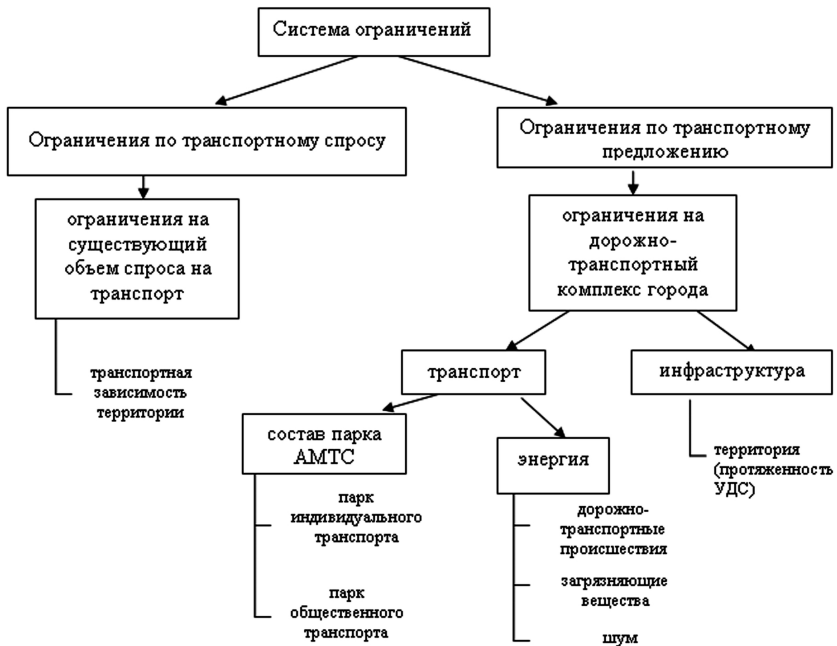 Система ограничений
Ограничения по транспортному спросу
Ограничения по транспортному
предложению
ограничения на
существующий
объем спроса на
транспорт
ограничения на
дорожно-
транспортный
комплекс города
транспортная
зависимость
территории
транспорт
инфраструктура
состав парка
АМТС
энергия
территория
(протяженность
УДС)
парк
индивидуального
транспорта
дорожно-
транспортные
происшествия
парк
общественного
транспорта
загрязняющие
вещества
шум